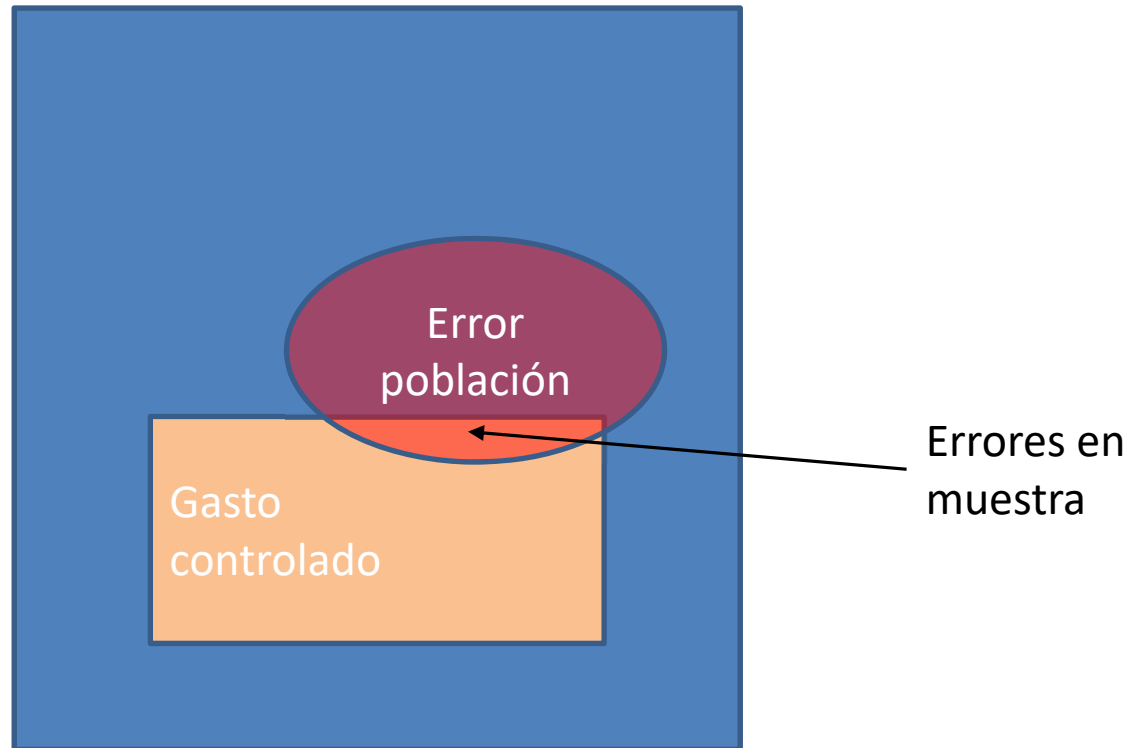 Error
población
Errores en
muestra
Gasto
controlado